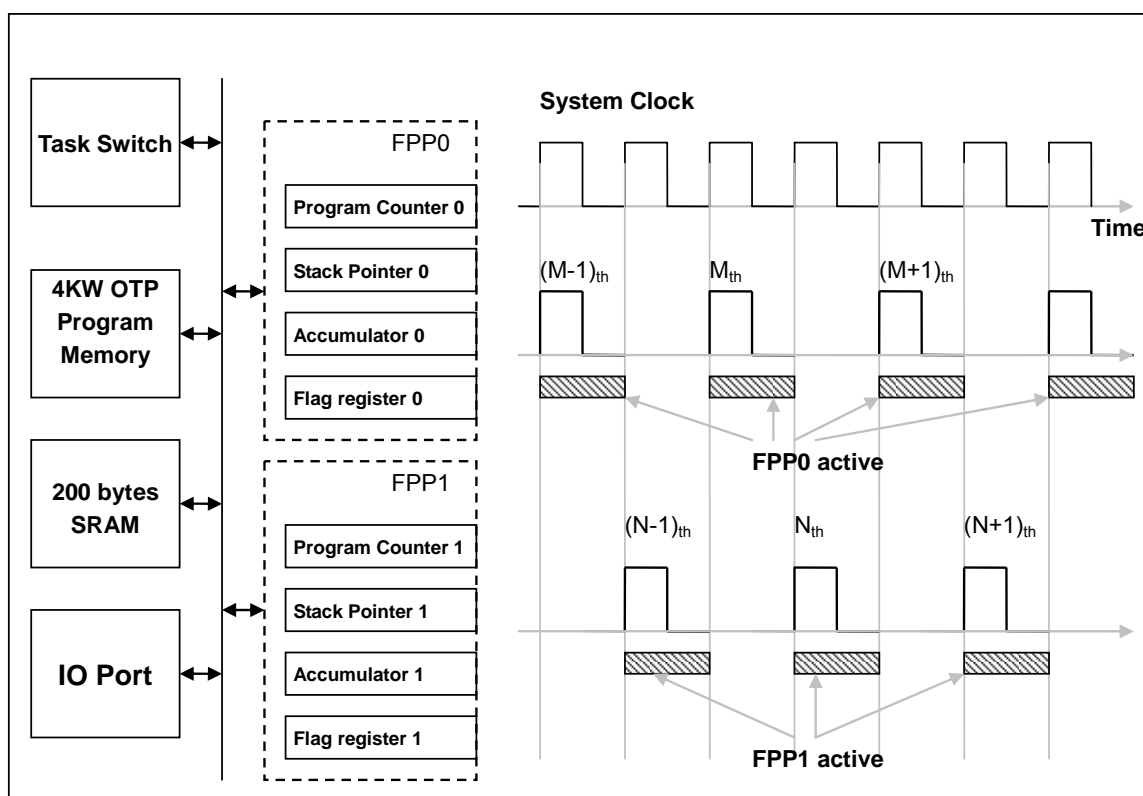 Task Switch
4KW OTP
Program
Memory
200 bytes
SRAM
IO Port
FPP0
Program Counter 0
Stack Pointer 0
Accumulator 0
Flag register 0
FPP1
Program Counter 1
Stack Pointer 1
Accumulator 1
Flag register 1
System Clock
Time
(M-1)th
Mth
(M+1)th
FPP0 active
(N-1)th
Nth
(N+1)th
FPP1 active